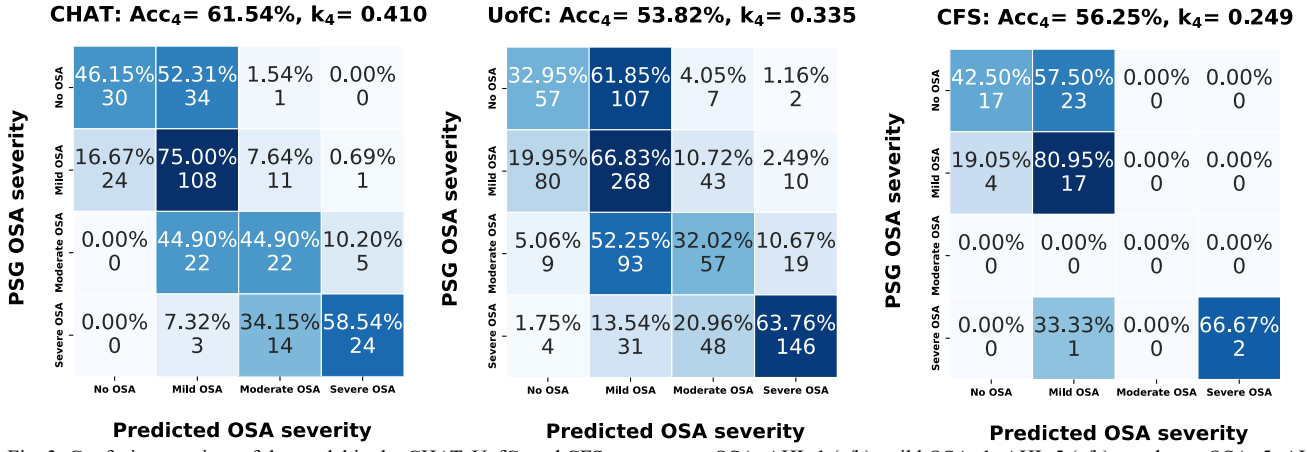 CHAT: Acc4= 61.54%, k4= 0.410
PSG OSA severity
No OSA
46.15% 52.31% 1.54% 0.00%
30 34 1 0
Mild OSA
16.67% 75.00% 7.64% 0.69%
24 108 11 1
Moderate OSA
0.00% 44.90% 44.90% 10.20%
0 22 22 5
Severe OSA
0.00% 7.32% 34.15% 58.54%
0 3 14 24
No OSA Mild OSA Moderate OSA Severe OSA
Predicted OSA severity
UofC: Acc4= 53.82%, k4= 0.335
PSG OSA severity
No OSA
32.95% 61.85% 4.05% 1.16%
57 107 7 2
Mild OSA
19.95% 66.83% 10.72% 2.49%
80 268 43 10
Moderate OSA
5.06% 52.25% 32.02% 10.67%
9 93 57 19
Severe OSA
1.75% 13.54% 20.96% 63.76%
4 31 48 146
No OSA Mild OSA Moderate OSA Severe OSA
Predicted OSA severity
CFS: Acc4= 56.25%, k4= 0.249
PSG OSA severity
No OSA
42.50% 57.50% 0.00% 0.00%
17 23 0 0
Mild OSA
19.05% 80.95% 0.00% 0.00%
4 17 0 0
Moderate OSA
0.00% 0.00% 0.00% 0.00%
0 0 0 0
Severe OSA
0.00% 33.33% 0.00% 66.67%
0 1 0 2
No OSA Mild OSA Moderate OSA Severe OSA
Predicted OSA severity